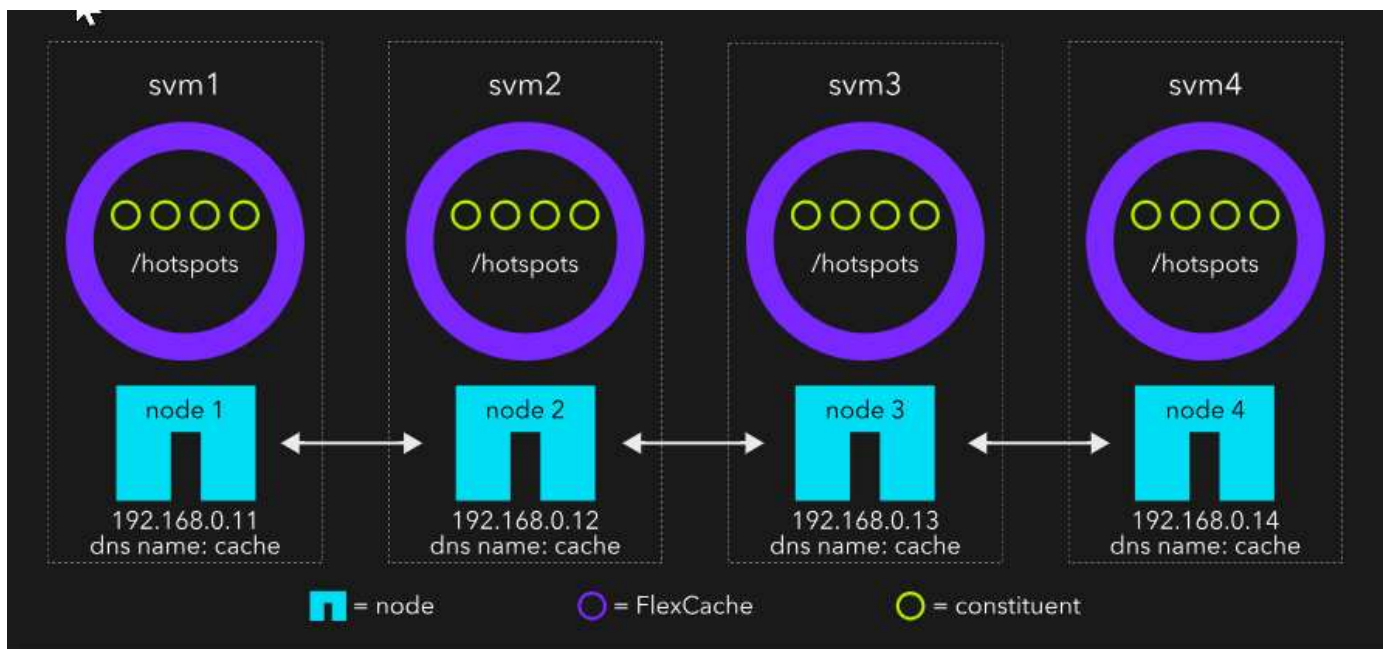 svm1
svm2
svm3
svm4
/hotspots
/hotspots
/hotspots
/hotspots
node 1
node 2
node 3
node 4
192.168.0.11
192.168.0.12
192.168.0.13
192.168.0.14
dns name: cache
dns name: cache
dns name: cache
dns name: cache
= node
= FlexCache
= constituent